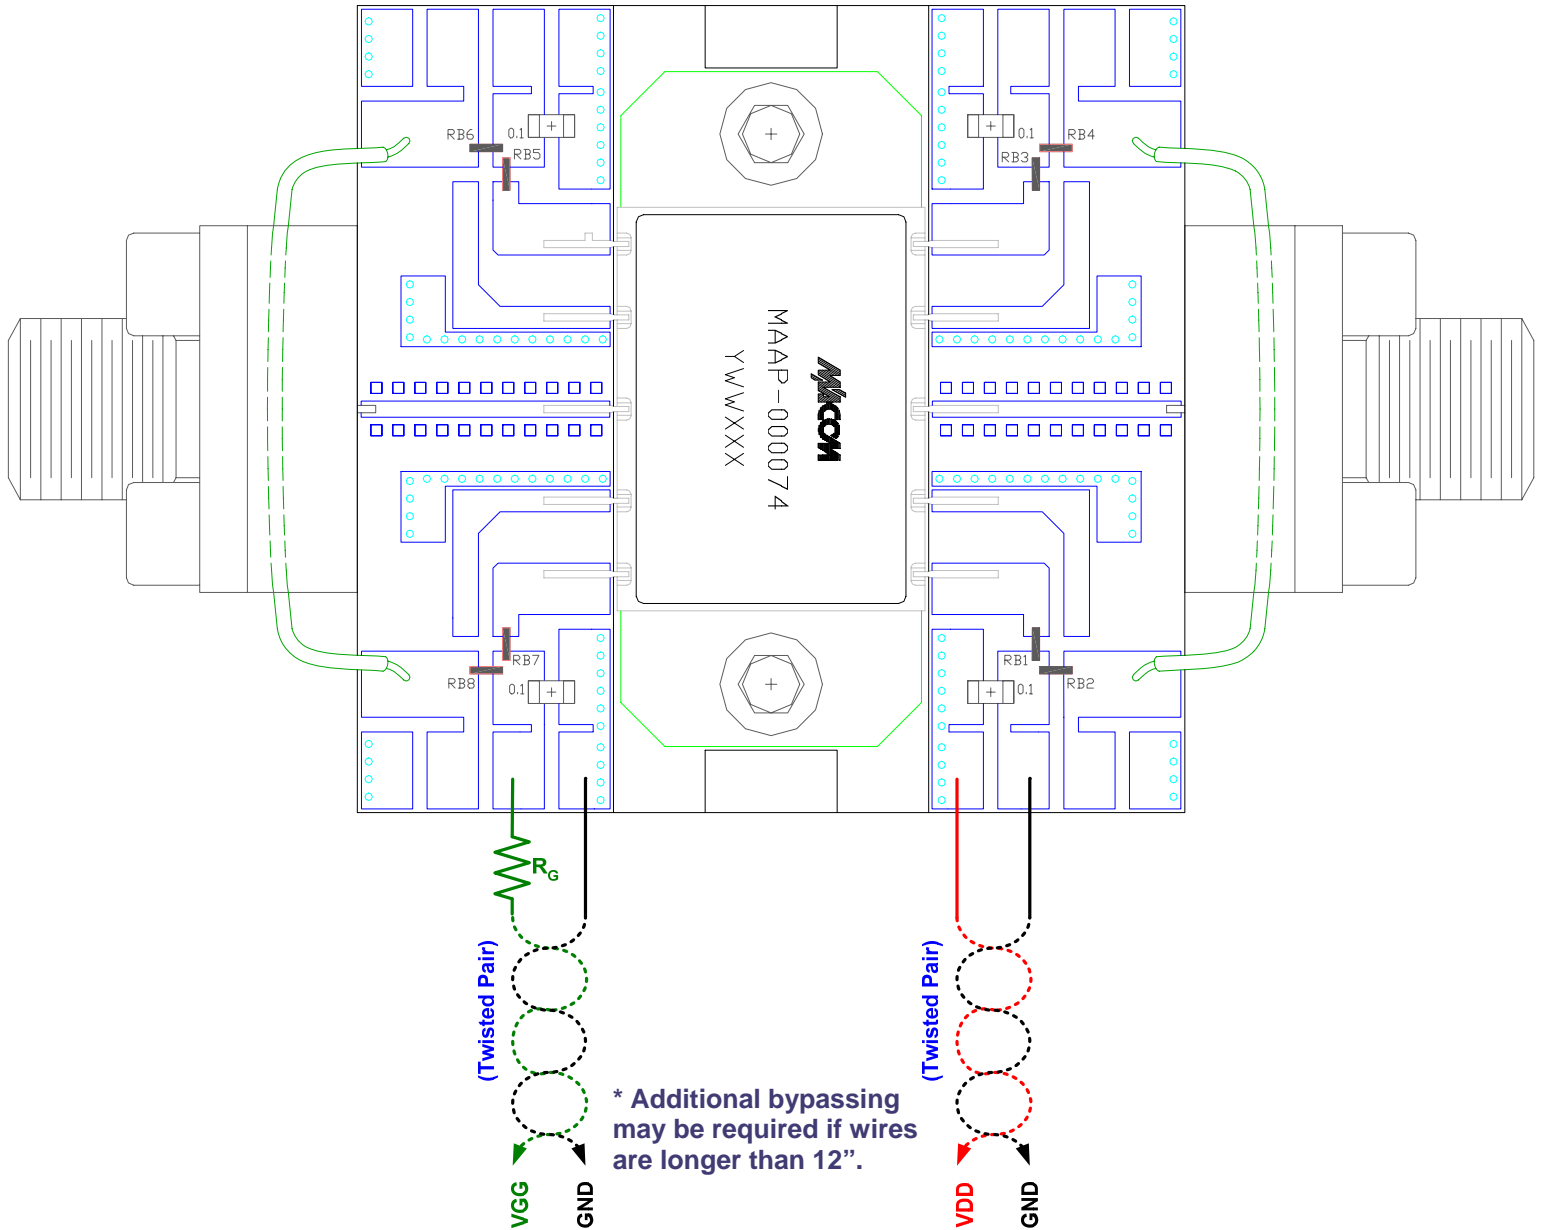 RB6
0.1
RB5
0.1
RB4
RB3
M/ACOM
MAAP-000074
YWWXXX
RB7
RB8
0.1
RB1
0.1
RB2
RG
(Twisted Pair)
(Twisted Pair)
* Additional bypassing
may be required if wires
are longer than 12”.
VGG
GND
VDD
GND